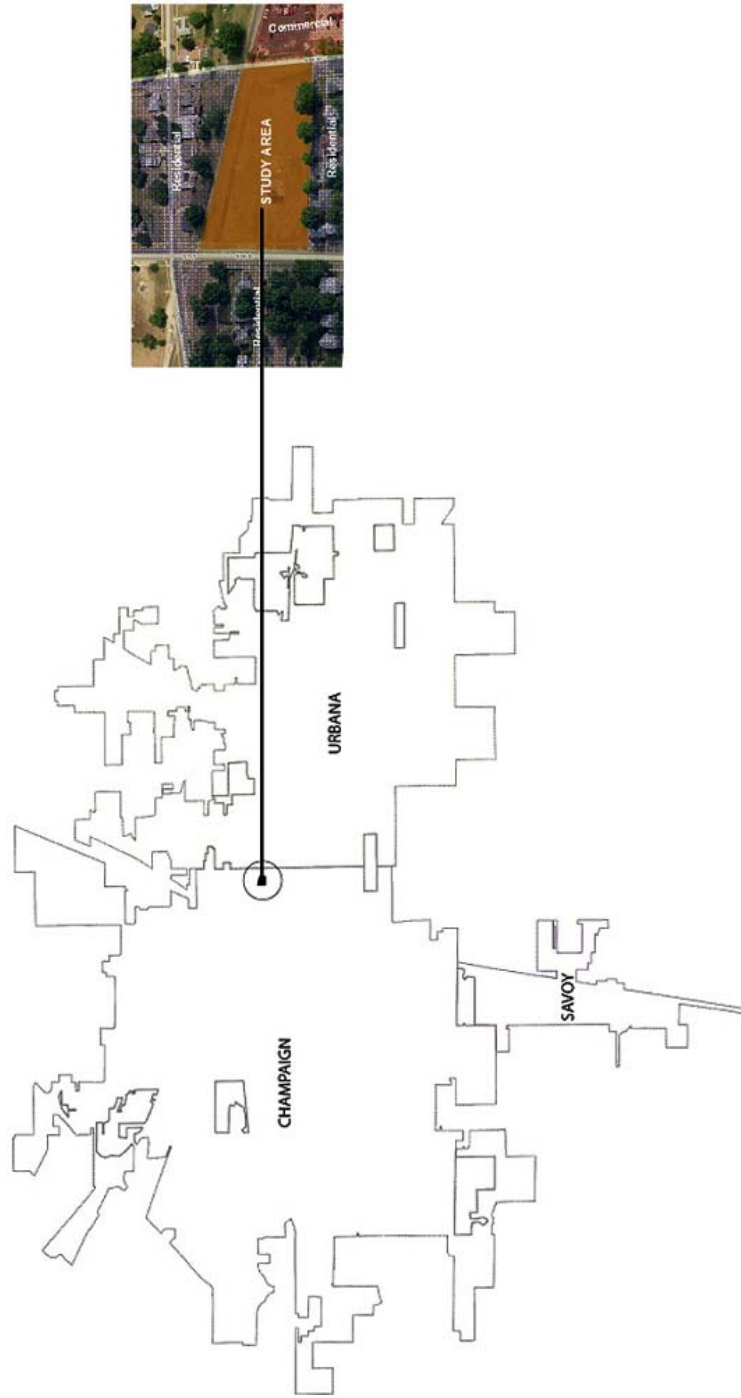 Commercial
Residential
STUDY AREA
Residential
Residential
URBANA
CHAMPAIGN
SAVOY